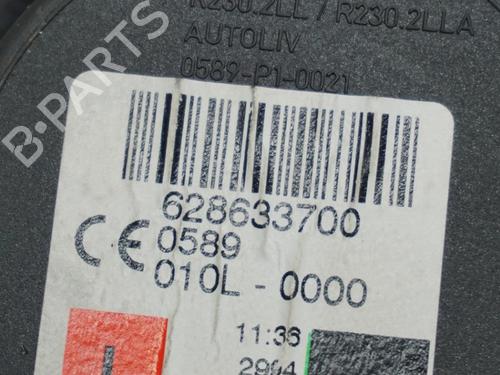 R230.2LL / R230.2LLA
AUTOLIV
0589-P1-0021
B-PARTS
628633700
CE 0589
010L - 0000
11:36
2994